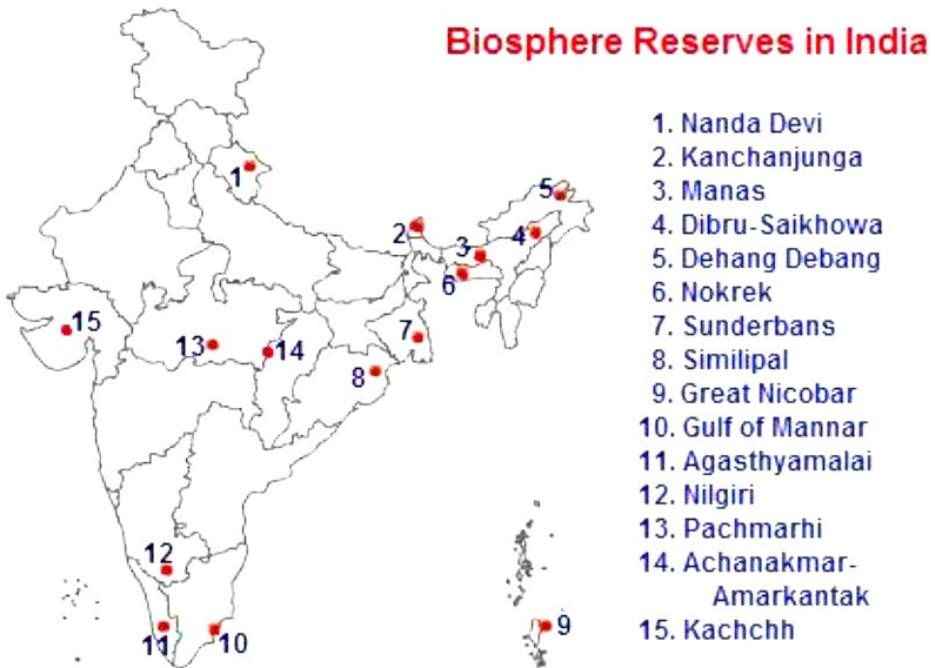 Biosphere Reserves in India
1. Nanda Devi
2. Kanchanjunga
3. Manas
4. Dibru-Saikhowa
5. Dehang Debang
6. Nokrek
7. Sunderbans
8. Similipal
9. Great Nicobar
10. Gulf of Mannar
11. Agasthyamalai
12. Nilgiri
13. Pachmarhi
14. Achanakmar-
Amarkantak
15. Kachchh
1
5
2
4
3
6
15
7
13
14
8
12
11
10
9